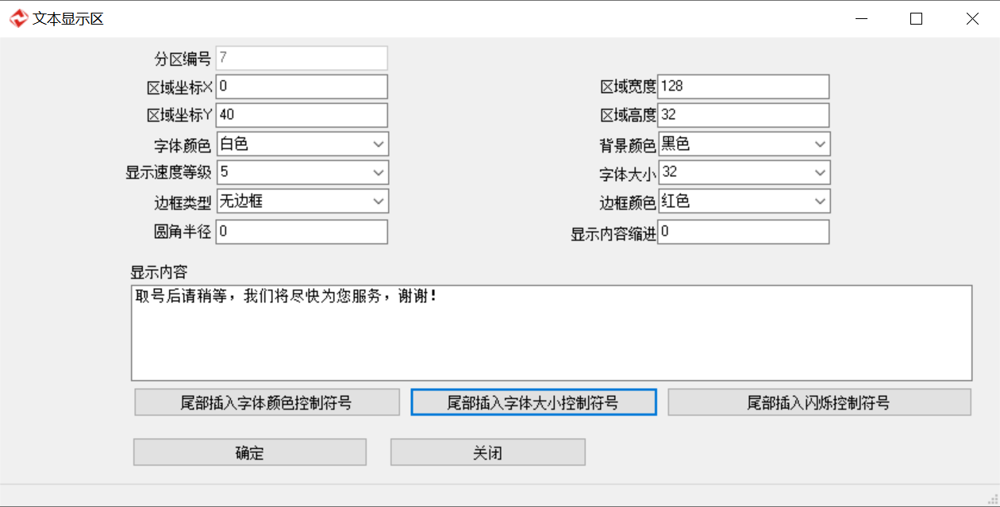 文本显示区
分区编号 7
区域坐标X 0 区域宽度 128
区域坐标Y 40 区域高度 32
字体颜色 白色 背景颜色 黑色
显示速度等级 5 字体大小 32
边框类型 无边框 边框颜色 红色
圆角半径 0 显示内容缩进 0
显示内容
取号后请稍等，我们将尽快为您服务，谢谢！
尾部插入字体颜色控制符号 尾部插入字体大小控制符号 尾部插入闪烁控制符号
确定 关闭